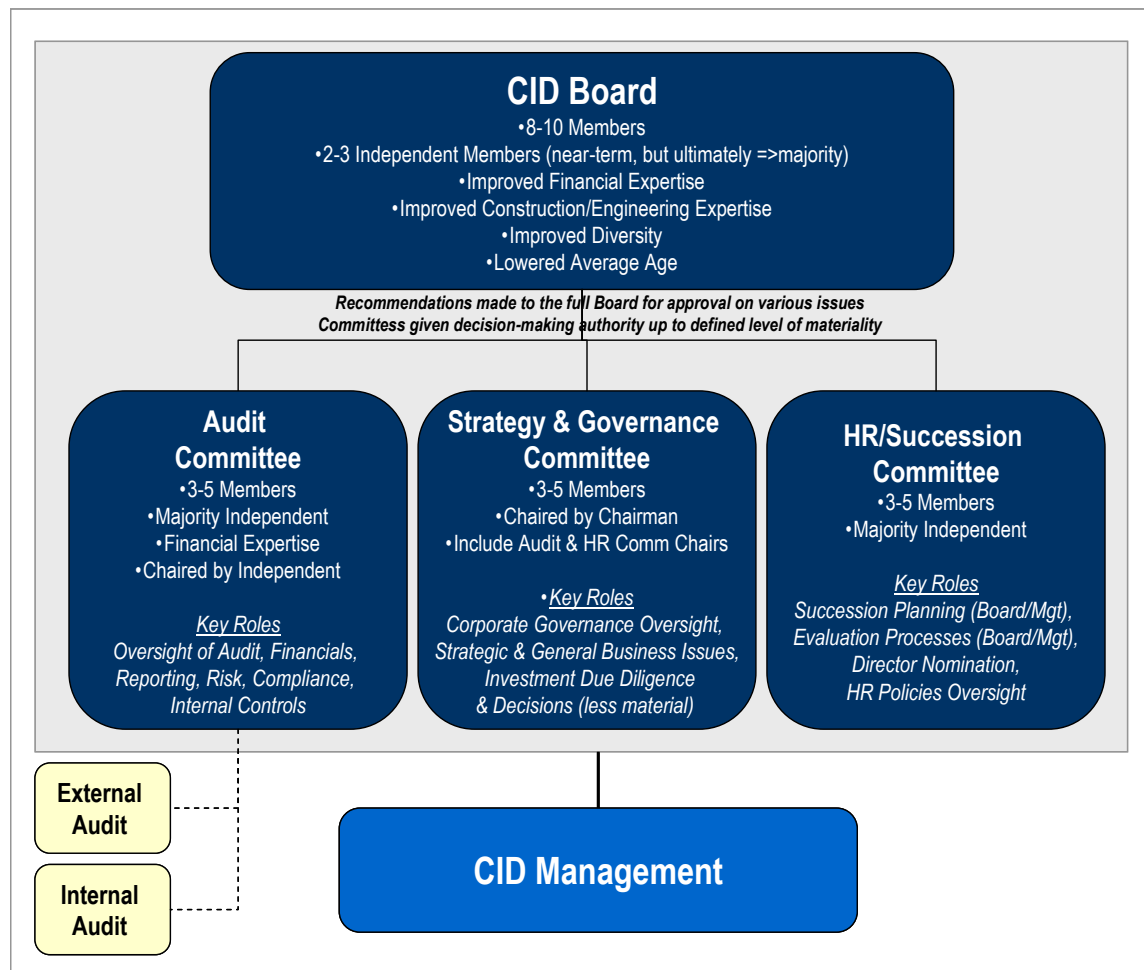 CID Board
•8-10 Members
•2-3 Independent Members (near-term, but ultimately =>majority)
•Improved Financial Expertise
•Improved Construction/Engineering Expertise
•Improved Diversity
•Lowered Average Age
Recommendations made to the full Board for approval on various issues
Committess given decision-making authority up to defined level of materiality
Audit
Committee
•3-5 Members
•Majority Independent
•Financial Expertise
•Chaired by Independent
Key Roles
Oversight of Audit, Financials,
Reporting, Risk, Compliance,
Internal Controls
Strategy & Governance
Committee
•3-5 Members
•Chaired by Chairman
•Include Audit & HR Comm Chairs
•Key Roles
Corporate Governance Oversight,
Strategic & General Business Issues,
Investment Due Diligence
& Decisions (less material)
HR/Succession
Committee
•3-5 Members
•Majority Independent
Key Roles
Succession Planning (Board/Mgt),
Evaluation Processes (Board/Mgt),
Director Nomination,
HR Policies Oversight
External
Audit
Internal
Audit
CID Management